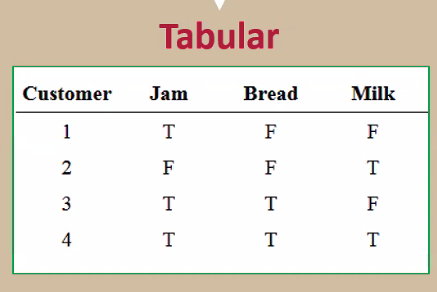 Tabular
Customer Jam Bread Milk
1 T F F
2 F F T
3 T T F
4 T T T